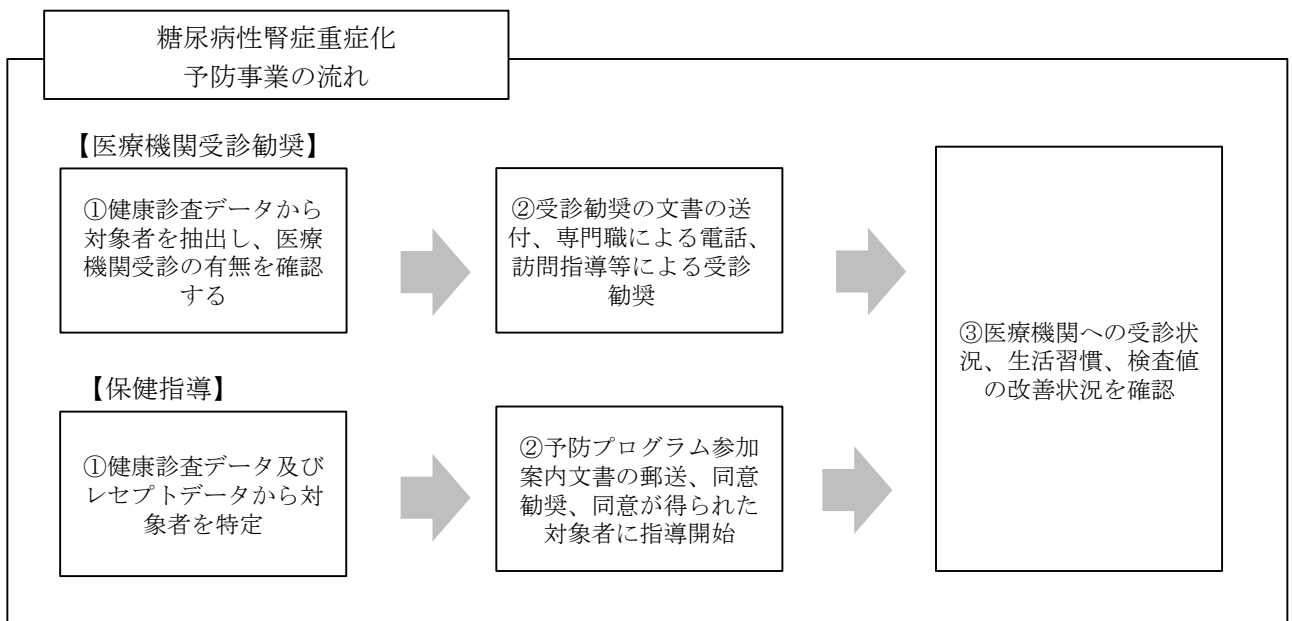 糖尿病性腎症重症化
予防事業の流れ
【医療機関受診勧奨】
①健康診査データから
対象者を抽出し、医療
機関受診の有無を確認
する
②受診勧奨の文書の送
付、専門職による電話、
訪問指導等による受診
勧奨
【保健指導】
①健康診査データ及び
レセプトデータから対
象者を特定
②予防プログラム参加
案内文書の郵送、同意
勧奨、同意が得られた
対象者に指導開始
③医療機関への受診状
況、生活習慣、検査値
の改善状況を確認